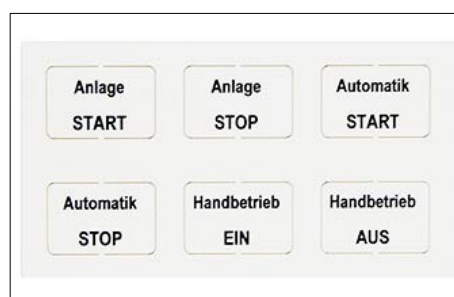 Anlage
START
Anlage
STOP
Automatik
START
Automatik
STOP
Handbetrieb
EIN
Handbetrieb
AUS